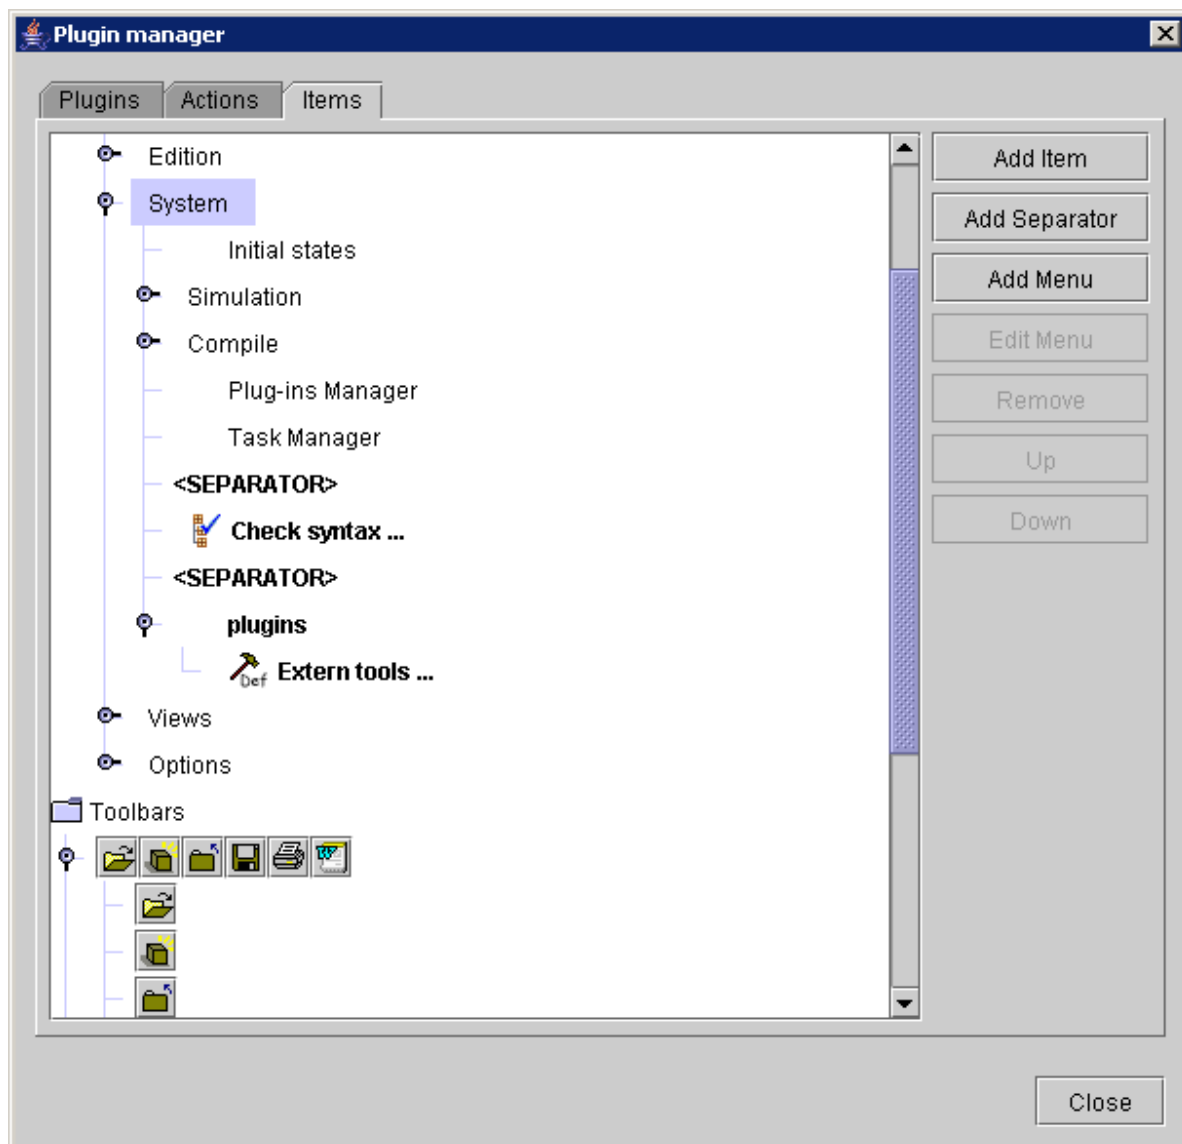 Plugin manager
Plugins Actions Items
Edition
System
Initial states
Simulation
Compile
Plug-ins Manager
Task Manager
<SEPARATOR>
Check syntax ...
<SEPARATOR>
plugins
Def Extern tools ...
Views
Options
Toolbars
W
Add Item
Add Separator
Add Menu
Edit Menu
Remove
Up
Down
Close